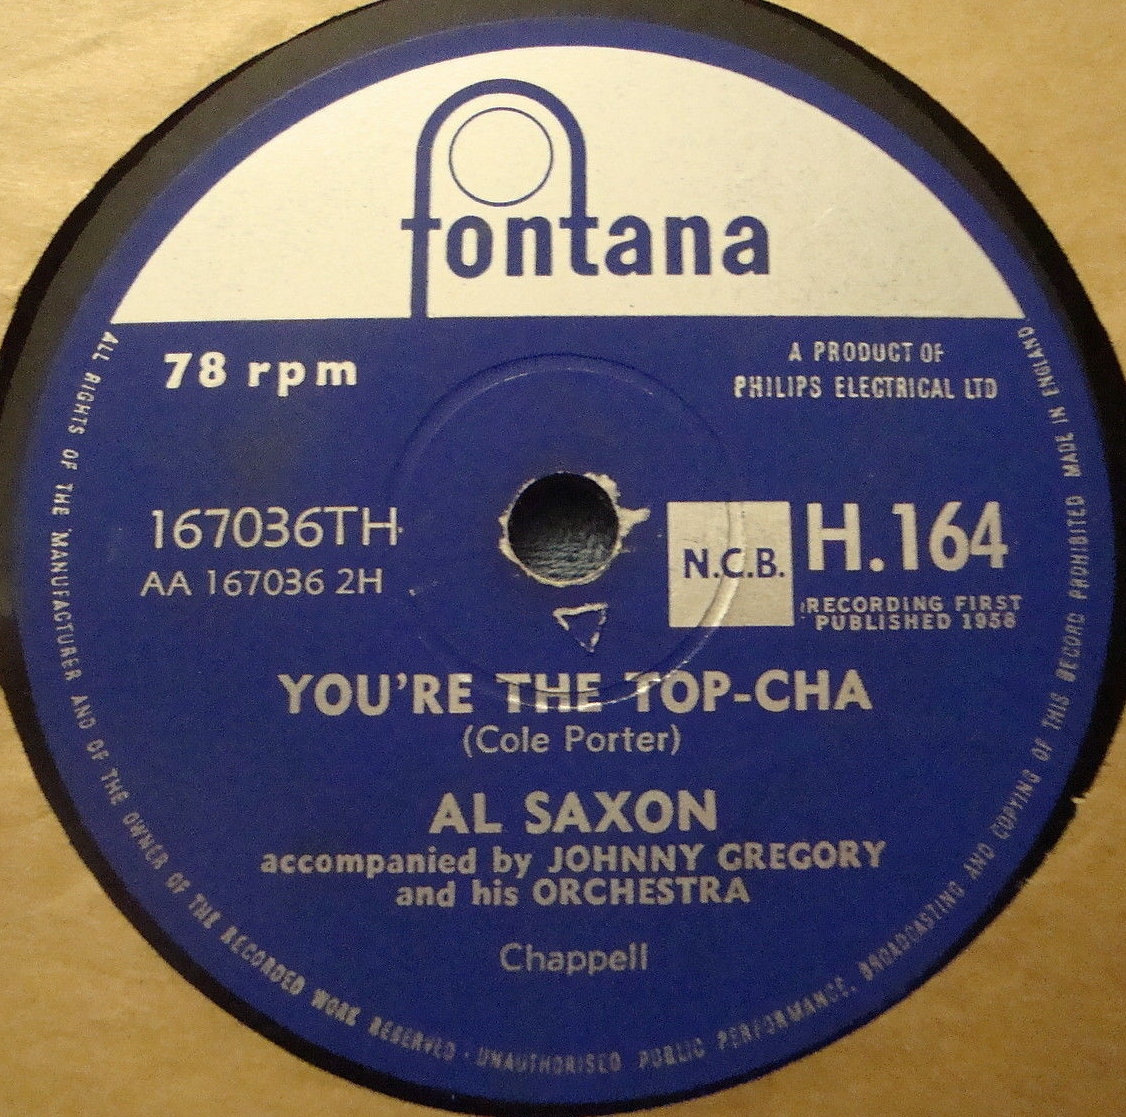 fontana
78 rpm
A PRODUCT OF
PHILIPS ELECTRICAL LTD
167036TH
AA 167036 2H
N.C.B.
H.164
RECORDING FIRST
PUBLISHED 1958
YOU'RE THE TOP-CHA
(Cole Porter)
AL SAXON
accompanied by JOHNNY GREGORY
and his ORCHESTRA
Chappell
ALL RIGHTS OF THE MANUFACTURER AND OF THE OWNER OF THE RECORDED WORK RESERVED · UNAUTHORISED PUBLIC PERFORMANCE, BROADCASTING AND COPYING OF THIS RECORD PROHIBITED MADE IN ENGLAND